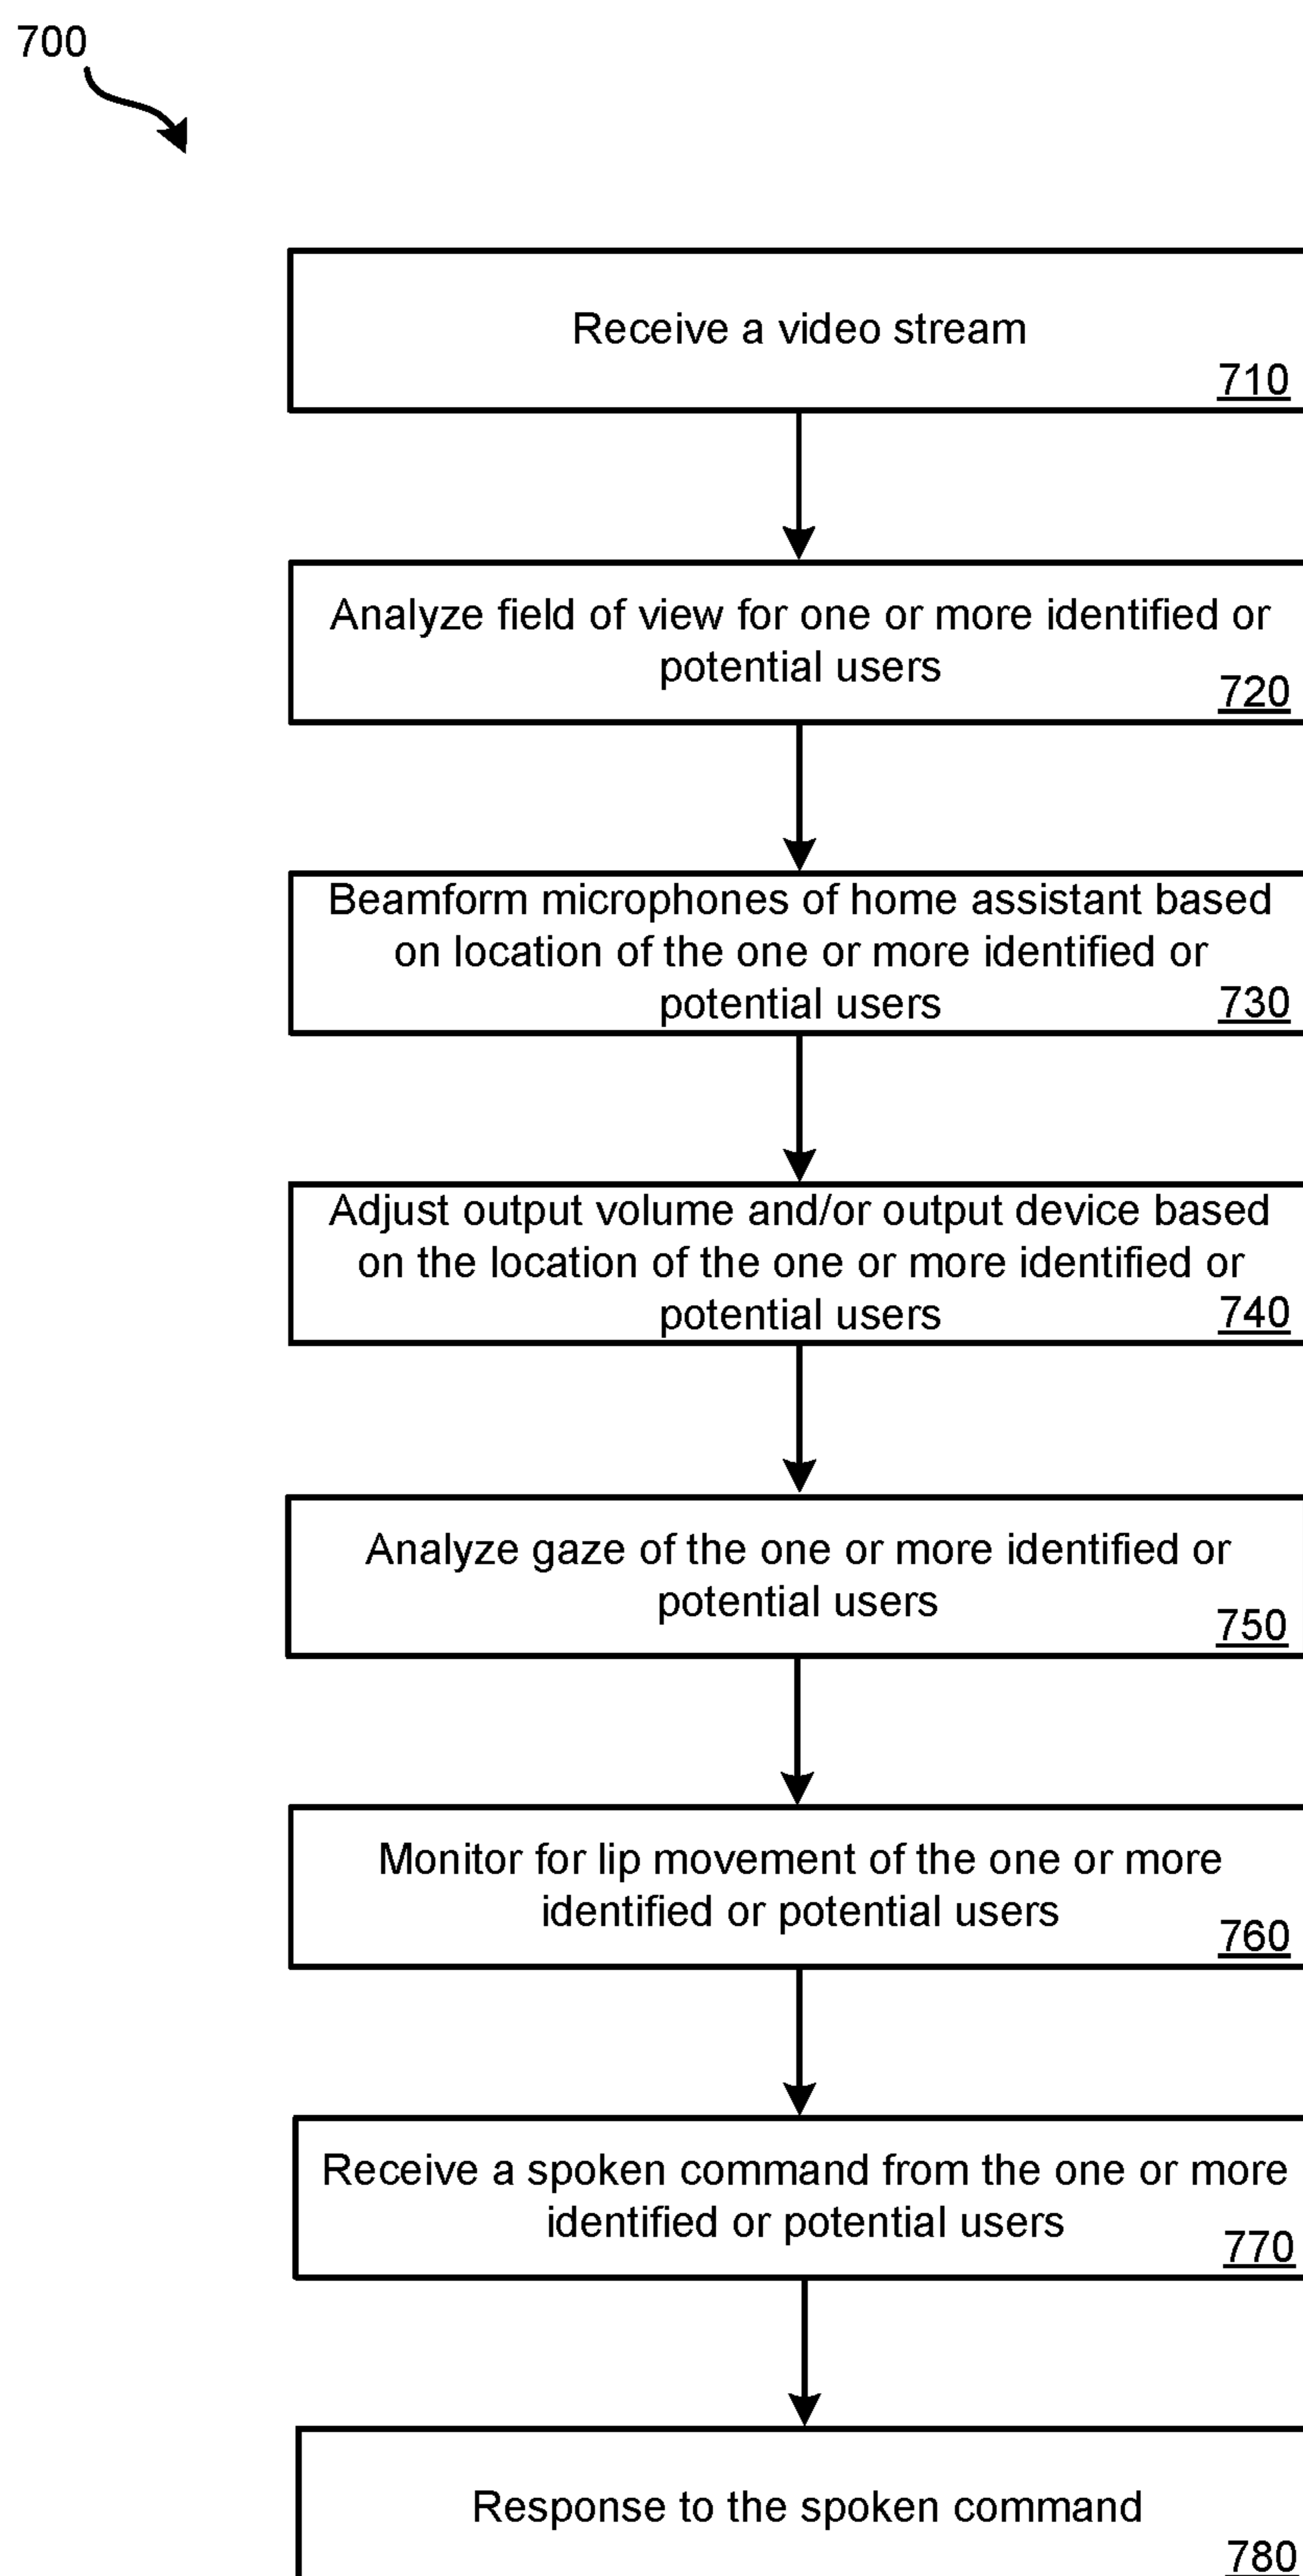 700
Receive a video stream
710
Analyze field of view for one or more identified or
potential users
720
Beamform microphones of home assistant based
on location of the one or more identified or
potential users
730
Adjust output volume and/or output device based
on the location of the one or more identified or
potential users
740
Analyze gaze of the one or more identified or
potential users
750
Monitor for lip movement of the one or more
identified or potential users
760
Receive a spoken command from the one or more
identified or potential users
770
Response to the spoken command
780